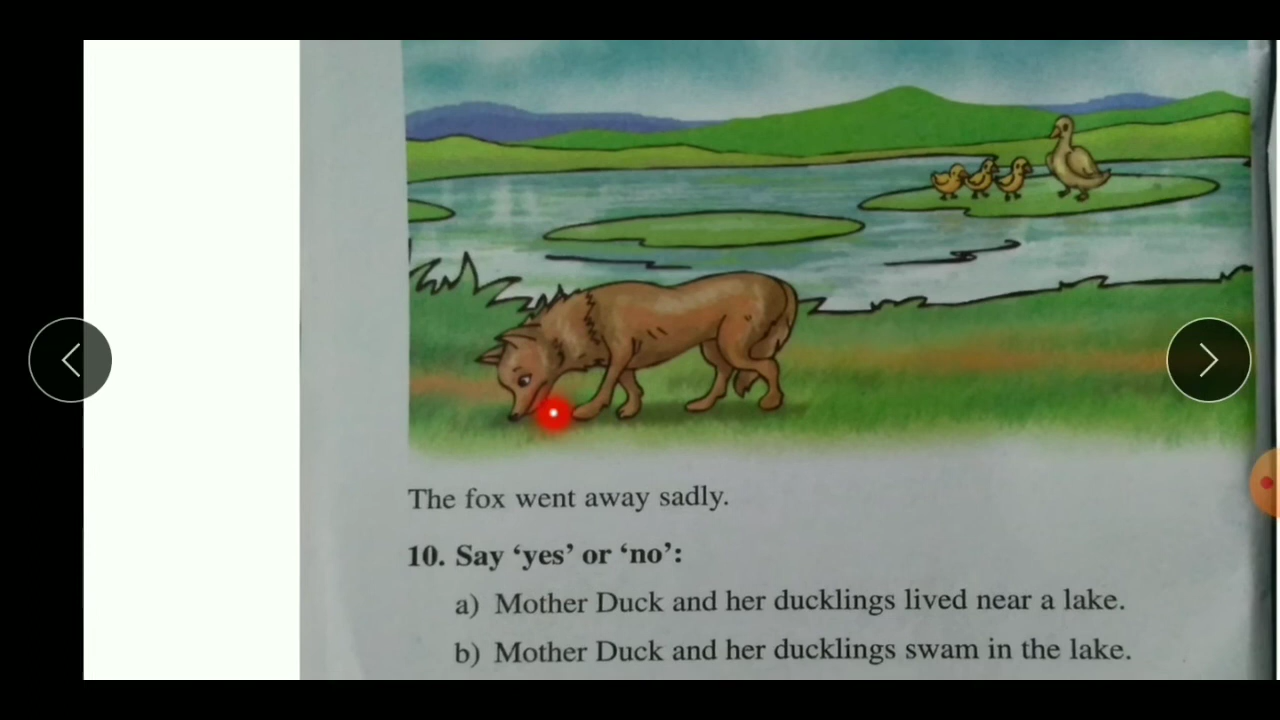 The fox went away sadly.
10. Say ‘yes’ or ‘no’:
a) Mother Duck and her ducklings lived near a lake.
b) Mother Duck and her ducklings swam in the lake.